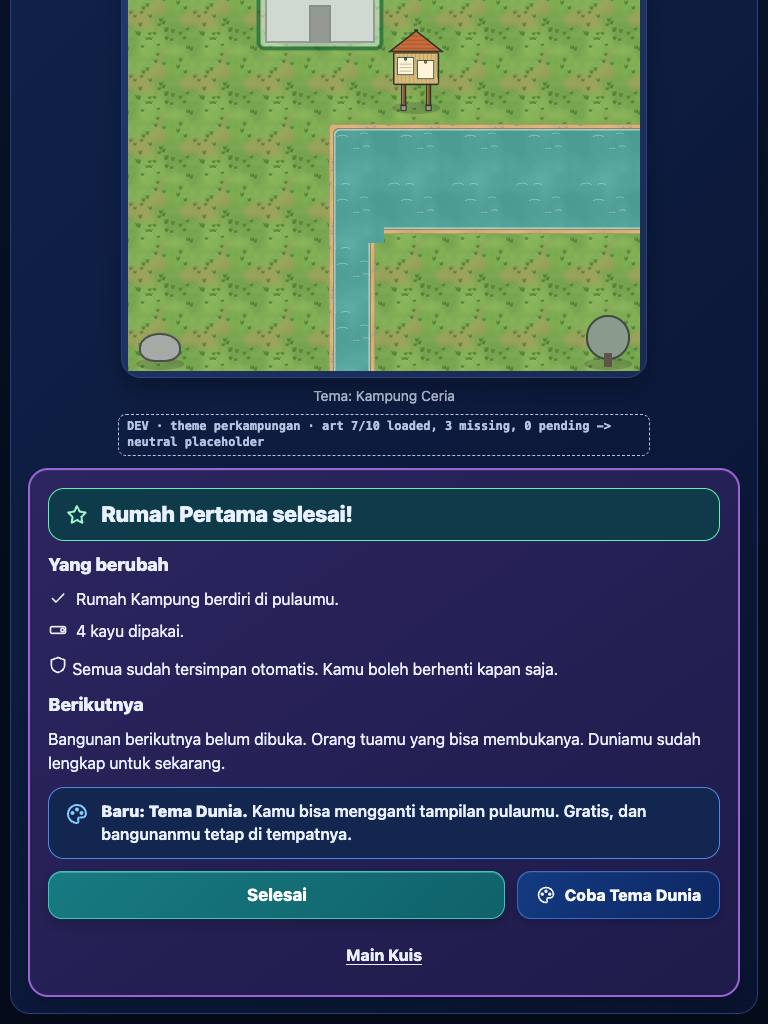 Tema: Kampung Ceria
DEV · theme perkampungan · art 7/10 loaded, 3 missing, 0 pending —>
neutral placeholder
Rumah Pertama selesai!
Yang berubah
Rumah Kampung berdiri di pulaumu.
4 kayu dipakai.
Semua sudah tersimpan otomatis. Kamu boleh berhenti kapan saja.
Berikutnya
Bangunan berikutnya belum dibuka. Orang tuamu yang bisa membukanya. Duniamu sudah
lengkap untuk sekarang.
Baru: Tema Dunia. Kamu bisa mengganti tampilan pulaumu. Gratis, dan
bangunanmu tetap di tempatnya.
Selesai
Coba Tema Dunia
Main Kuis